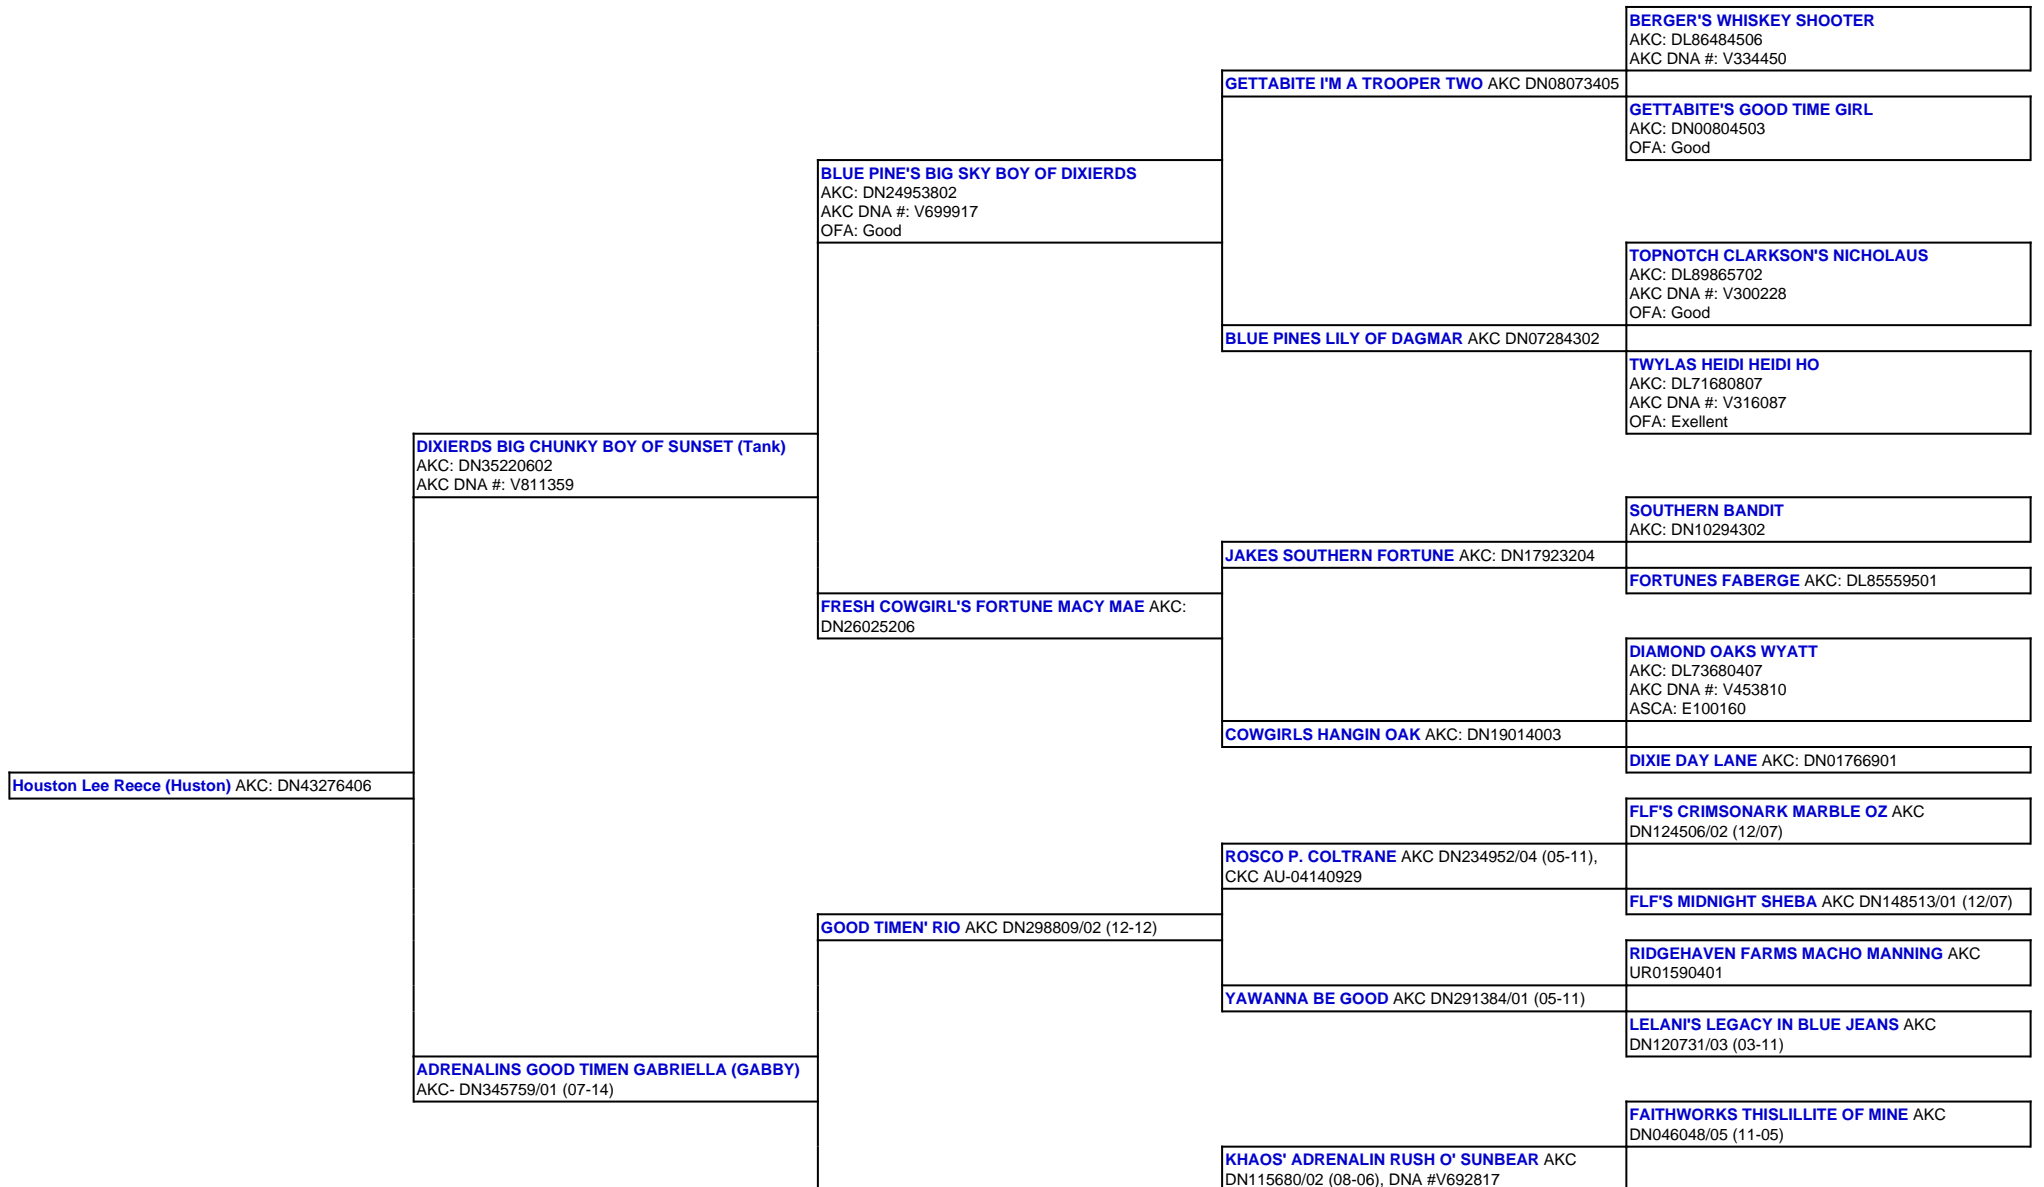 BERGER'S WHISKEY SHOOTER
AKC: DL86484506
AKC DNA #: V334450
GETTABITE I'M A TROOPER TWO AKC DN08073405
GETTABITE'S GOOD TIME GIRL
AKC: DN00804503
OFA: Good
BLUE PINE'S BIG SKY BOY OF DIXIERDS
AKC: DN24953802
AKC DNA #: V699917
OFA: Good
TOPNOTCH CLARKSON'S NICHOLAUS
AKC: DL89865702
AKC DNA #: V300228
OFA: Good
BLUE PINES LILY OF DAGMAR AKC DN07284302
TWYLAS HEIDI HEIDI HO
AKC: DL71680807
AKC DNA #: V316087
OFA: Exellent
DIXIERDS BIG CHUNKY BOY OF SUNSET (Tank)
AKC: DN35220602
AKC DNA #: V811359
SOUTHERN BANDIT
AKC: DN10294302
JAKES SOUTHERN FORTUNE AKC: DN17923204
FORTUNES FABERGE AKC: DL85559501
FRESH COWGIRL'S FORTUNE MACY MAE AKC:
DN26025206
DIAMOND OAKS WYATT
AKC: DL73680407
AKC DNA #: V453810
ASCA: E100160
COWGIRLS HANGIN OAK AKC: DN19014003
DIXIE DAY LANE AKC: DN01766901
Houston Lee Reece (Huston) AKC: DN43276406
FLF'S CRIMSONARK MARBLE OZ AKC
DN124506/02 (12/07)
ROSCO P. COLTRANE AKC DN234952/04 (05-11),
CKC AU-04140929
FLF'S MIDNIGHT SHEBA AKC DN148513/01 (12/07)
GOOD TIMEN' RIO AKC DN298809/02 (12-12)
RIDGEHAVEN FARMS MACHO MANNING AKC
UR01590401
YAWANNA BE GOOD AKC DN291384/01 (05-11)
LELANI'S LEGACY IN BLUE JEANS AKC
DN120731/03 (03-11)
ADRENALINS GOOD TIMEN GABRIELLA (GABBY)
AKC- DN345759/01 (07-14)
FAITHWORKS THISLILLITE OF MINE AKC
DN046048/05 (11-05)
KHAOS' ADRENALIN RUSH O' SUNBEAR AKC
DN115680/02 (08-06), DNA #V692817